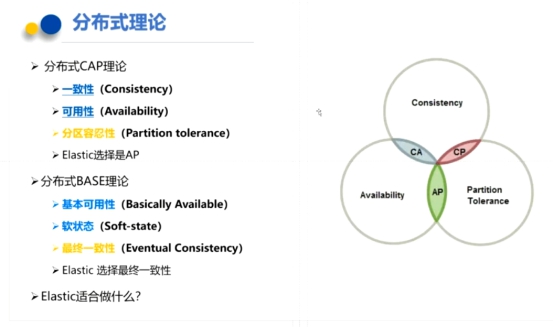 分布式理论
分布式CAP理论
一致性（Consistency）
可用性（Availability）
分区容忍性（Partition tolerance）
Elastic选择是AP
分布式BASE理论
基本可用性（Basically Available）
软状态（Soft-state）
最终一致性（Eventual Consistency）
Elastic 选择最终一致性
Elastic适合做什么？
Consistency
CA
CP
Availability
AP
Partition
Tolerance